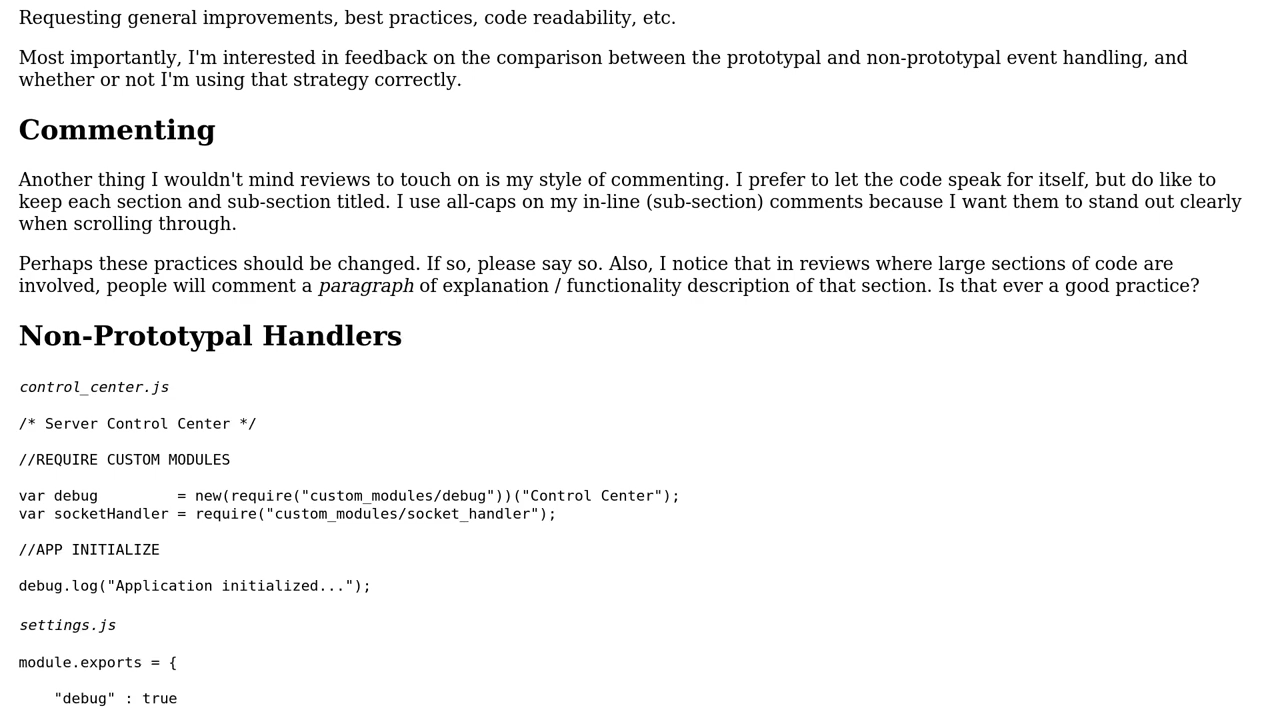 Requesting general improvements, best practices, code readability, etc.
Most importantly, I'm interested in feedback on the comparison between the prototypal and non-prototypal event handling, and
whether or not I'm using that strategy correctly.
Commenting
Another thing I wouldn't mind reviews to touch on is my style of commenting. I prefer to let the code speak for itself, but do like to
keep each section and sub-section titled. I use all-caps on my in-line (sub-section) comments because I want them to stand out clearly
when scrolling through.
Perhaps these practices should be changed. If so, please say so. Also, I notice that in reviews where large sections of code are
involved, people will comment a paragraph of explanation / functionality description of that section. Is that ever a good practice?
Non-Prototypal Handlers
control_center.js
/* Server Control Center */
//REQUIRE CUSTOM MODULES
var debug         = new(require("custom_modules/debug"))("Control Center");
var socketHandler = require("custom_modules/socket_handler");
//APP INITIALIZE
debug.log("Application initialized...");
settings.js
module.exports = {
    "debug" : true